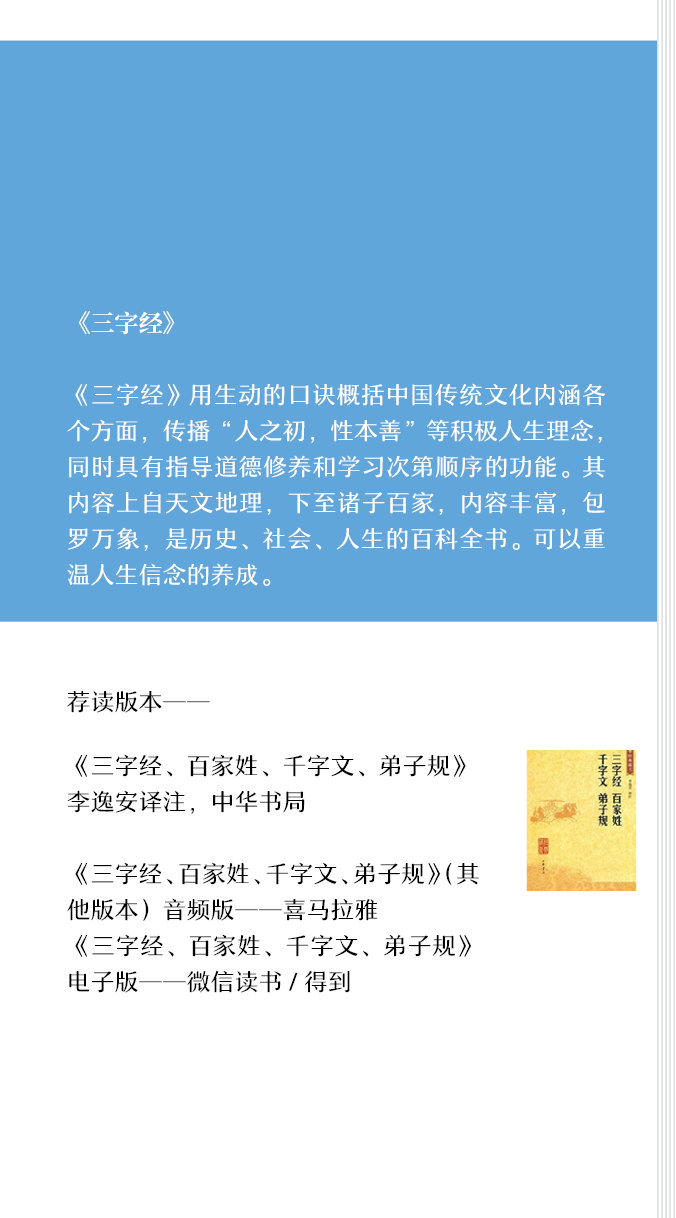 《三字经》
《三字经》用生动的口诀概括中国传统文化内涵各
个方面，传播“人之初，性本善”等积极人生理念，
同时具有指导道德修养和学习次第顺序的功能。其
内容上自天文地理，下至诸子百家，内容丰富，包
罗万象，是历史、社会、人生的百科全书。可以重
温人生信念的养成。
荐读版本——
《三字经、百家姓、千字文、弟子规》
李逸安译注，中华书局
三字经 百家姓
千字文 弟子规
《三字经、百家姓、千字文、弟子规》（其
他版本）音频版——喜马拉雅
《三字经、百家姓、千字文、弟子规》
电子版——微信读书 / 得到